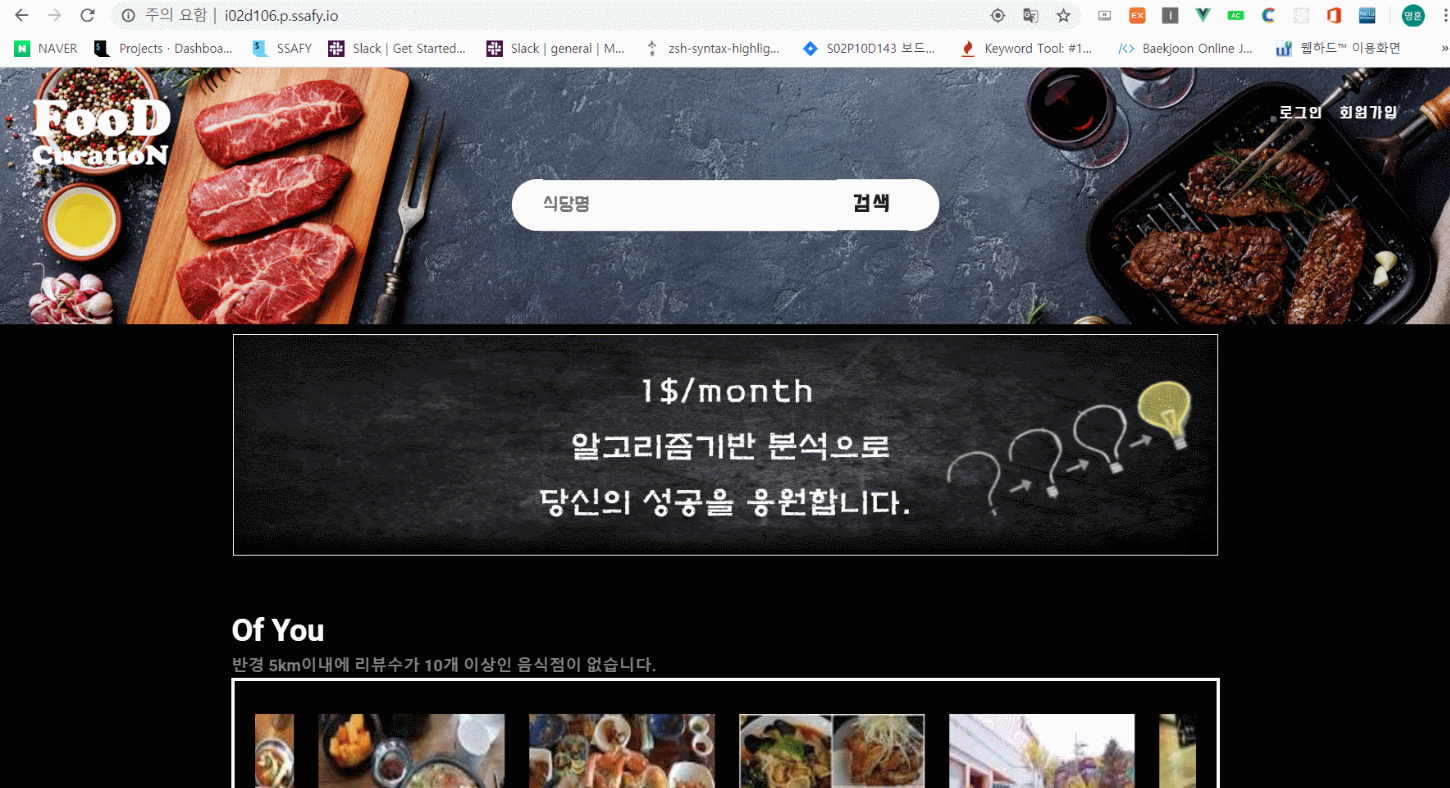 주의 요함 | i02d106.p.ssafy.io
EX
AC
명훈
N NAVER
Projects · Dashboa...
SSAFY
Slack | Get Started...
Slack | general | M...
zsh-syntax-highlig...
S02P10D143 보드...
Keyword Tool: #1...
Baekjoon Online J...
웹하드™ 이용화면
»
FooD
CuratioN
로그인 회원가입
식당명 검색
1$/month
알고리즘기반 분석으로
당신의 성공을 응원합니다.
Of You
반경 5km이내에 리뷰수가 10개 이상인 음식점이 없습니다.